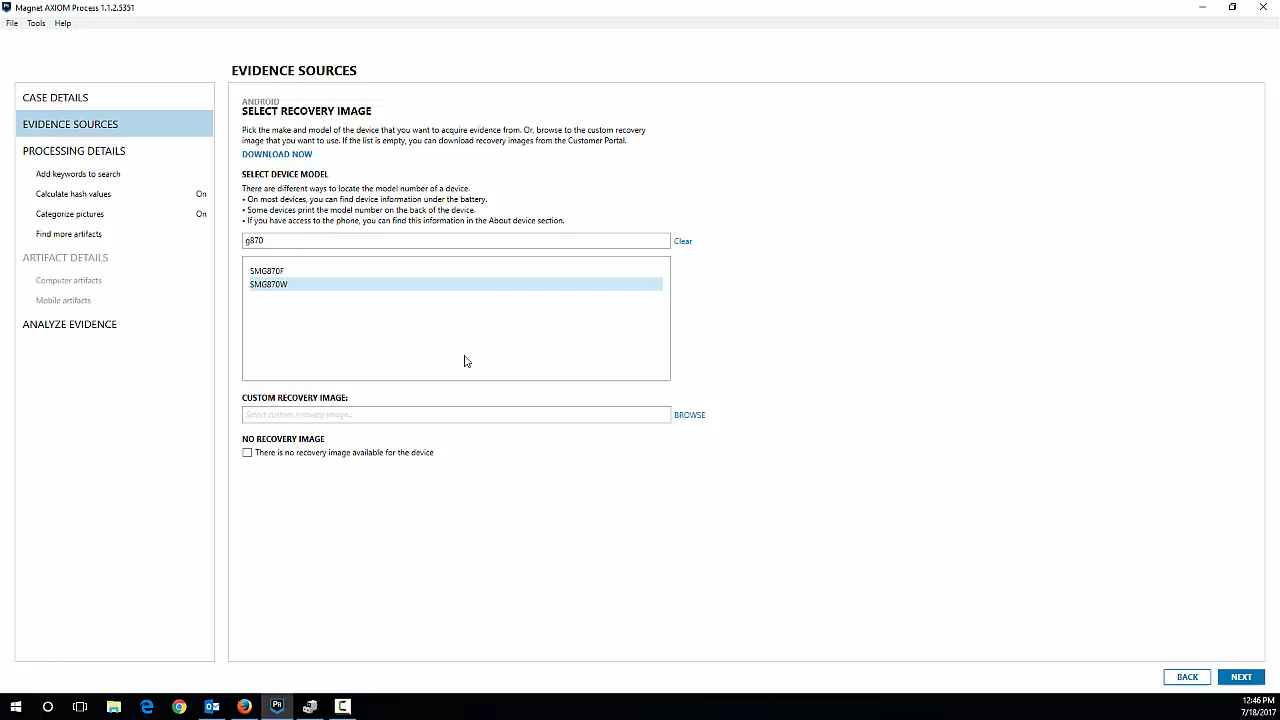 Magnet AXIOM Process 1.1.2.5351
File Tools Help
EVIDENCE SOURCES
CASE DETAILS
EVIDENCE SOURCES
PROCESSING DETAILS
Add keywords to search
Calculate hash values On
Categorize pictures On
Find more artifacts
ARTIFACT DETAILS
Computer artifacts
Mobile artifacts
ANALYZE EVIDENCE
ANDROID
SELECT RECOVERY IMAGE
Pick the make and model of the device that you want to acquire evidence from. Or, browse to the custom recovery
image that you want to use. If the list is empty, you can download recovery images from the Customer Portal.
DOWNLOAD NOW
SELECT DEVICE MODEL
There are different ways to locate the model number of a device.
• On most devices, you can find device information under the battery.
• Some devices print the model number on the back of the device.
• If you have access to the phone, you can find this information in the About device section.
g870 Clear
SMG870F
SMG870W
CUSTOM RECOVERY IMAGE:
Select custom recovery image... BROWSE
NO RECOVERY IMAGE
There is no recovery image available for the device
BACK NEXT
12:46 PM
7/18/2017